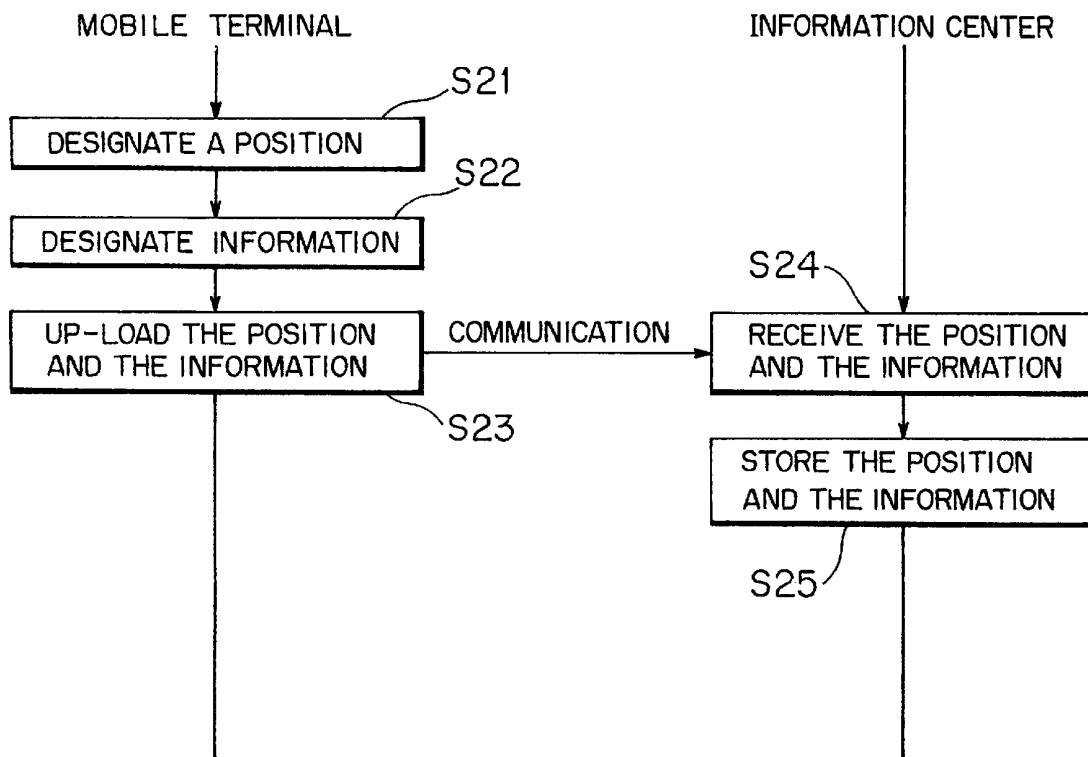 MOBILE TERMINAL
INFORMATION CENTER
S21
DESIGNATE A POSITION
S22
DESIGNATE INFORMATION
S24
UP-LOAD THE POSITION
AND THE INFORMATION
COMMUNICATION
RECEIVE THE POSITION
AND THE INFORMATION
S23
STORE THE POSITION
AND THE INFORMATION
S25